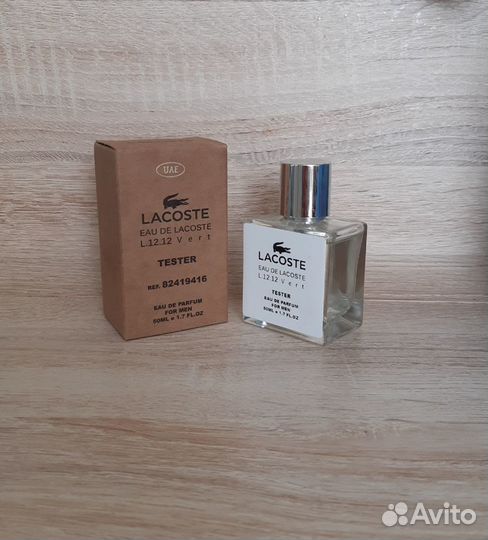 UAE
LACOSTE
EAU DE LACOSTE
L.12.12 Vert
TESTER
REF. 82419416
EAU DE PARFUM
FOR MEN
50ML e 1.7 FL.OZ
LACOSTE
EAU DE LACOSTE
L.12.12 Vert
TESTER
EAU DE PARFUM
FOR MEN
50ML e 1.7 FL.OZ
Avito